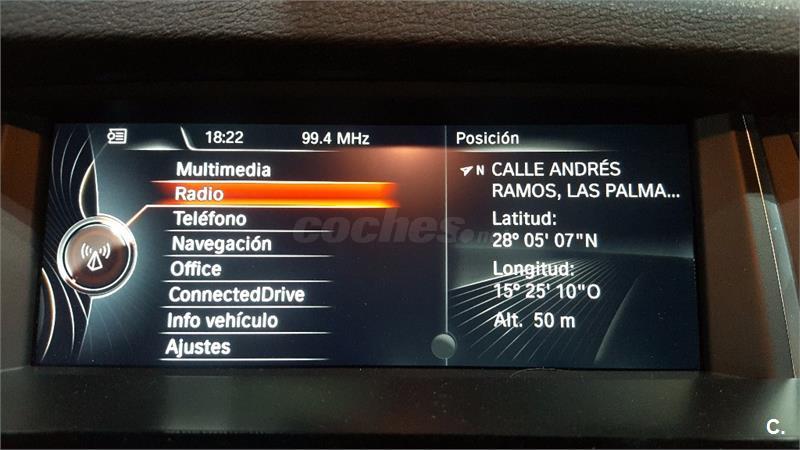 18:22
99.4 MHz
Posición
Multimedia
Radio
Teléfono
Navegación
Office
ConnectedDrive
Info vehículo
Ajustes
N CALLE ANDRÉS
RAMOS, LAS PALMA...
Latitud:
28° 05' 07"N
Longitud:
15° 25' 10"O
Alt. 50 m
coches.net
C.